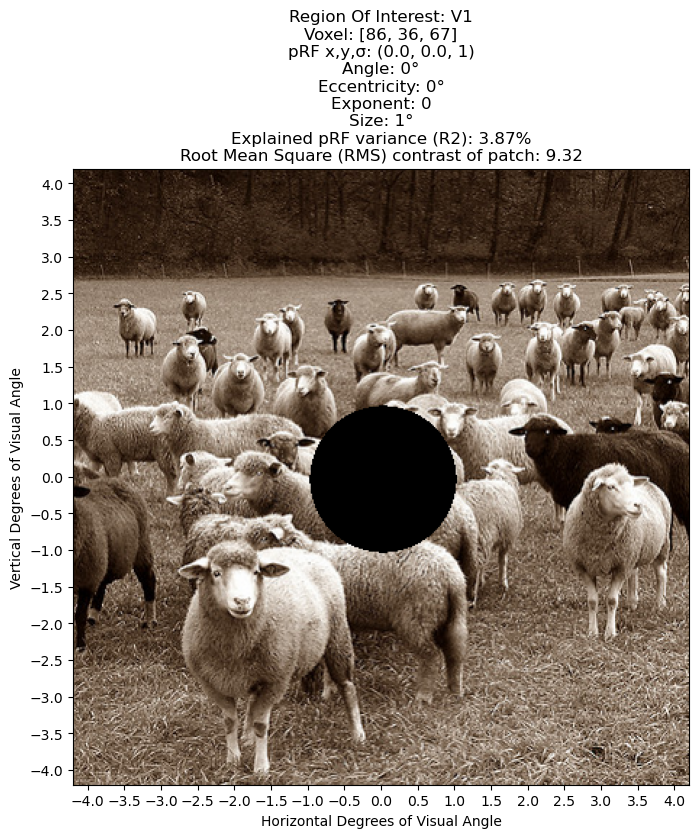 Region Of Interest: V1
Voxel: [86, 36, 67]
pRF x,y,σ: (0.0, 0.0, 1)
Angle: 0°
Eccentricity: 0°
Exponent: 0
Size: 1°
Explained pRF variance (R2): 3.87%
Root Mean Square (RMS) contrast of patch: 9.32
4.0
3.5
3.0
2.5
2.0
1.5
1.0
0.5
0.0
−0.5
−1.0
−1.5
−2.0
−2.5
−3.0
−3.5
−4.0
Vertical Degrees of Visual Angle
−4.0 −3.5 −3.0 −2.5 −2.0 −1.5 −1.0 −0.5 0.0 0.5 1.0 1.5 2.0 2.5 3.0 3.5 4.0
Horizontal Degrees of Visual Angle